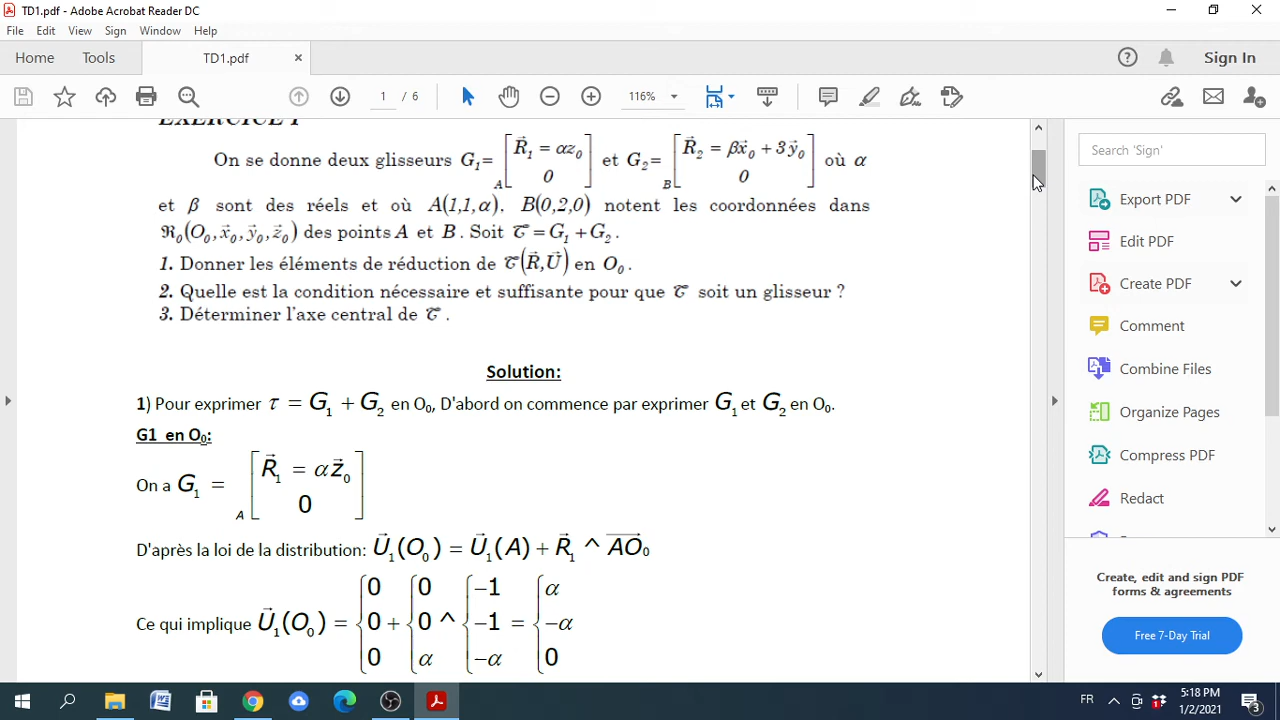 TD1.pdf - Adobe Acrobat Reader DC
File Edit View Sign Window Help
Home Tools TD1.pdf × Sign In
1 / 6 116%
EXERCICE I
On se donne deux glisseurs G₁= A[R⃗₁ = αz₀ ; 0] et G₂= B[R⃗₂ = βx⃗₀ + 3y⃗₀ ; 0] où α
et β sont des réels et où A(1,1,α), B(0,2,0) notent les coordonnées dans
ℜ₀(O₀,x⃗₀,y⃗₀,z⃗₀) des points A et B. Soit 𝒯 = G₁ + G₂.
1. Donner les éléments de réduction de 𝒯(R⃗,U⃗) en O₀.
2. Quelle est la condition nécessaire et suffisante pour que 𝒯 soit un glisseur ?
3. Déterminer l'axe central de 𝒯.
Solution:
1) Pour exprimer τ = G₁ + G₂ en O₀, D'abord on commence par exprimer G₁ et G₂ en O₀.
G1 en O₀:
On a G₁ = A[R⃗₁ = αz⃗₀ ; 0]
D'après la loi de la distribution: U⃗₁(O₀) = U⃗₁(A) + R⃗₁ ^ AO₀
Ce qui implique U⃗₁(O₀) = {0 ; 0 ; 0} + {0 ; 0 ; α} ^ {−1 ; −1 ; −α} = {α ; −α ; 0}
Search 'Sign'
Export PDF
Edit PDF
Create PDF
Comment
Combine Files
Organize Pages
Compress PDF
Redact
Create, edit and sign PDF
forms & agreements
Free 7-Day Trial
FR 5:18 PM
1/2/2021
3